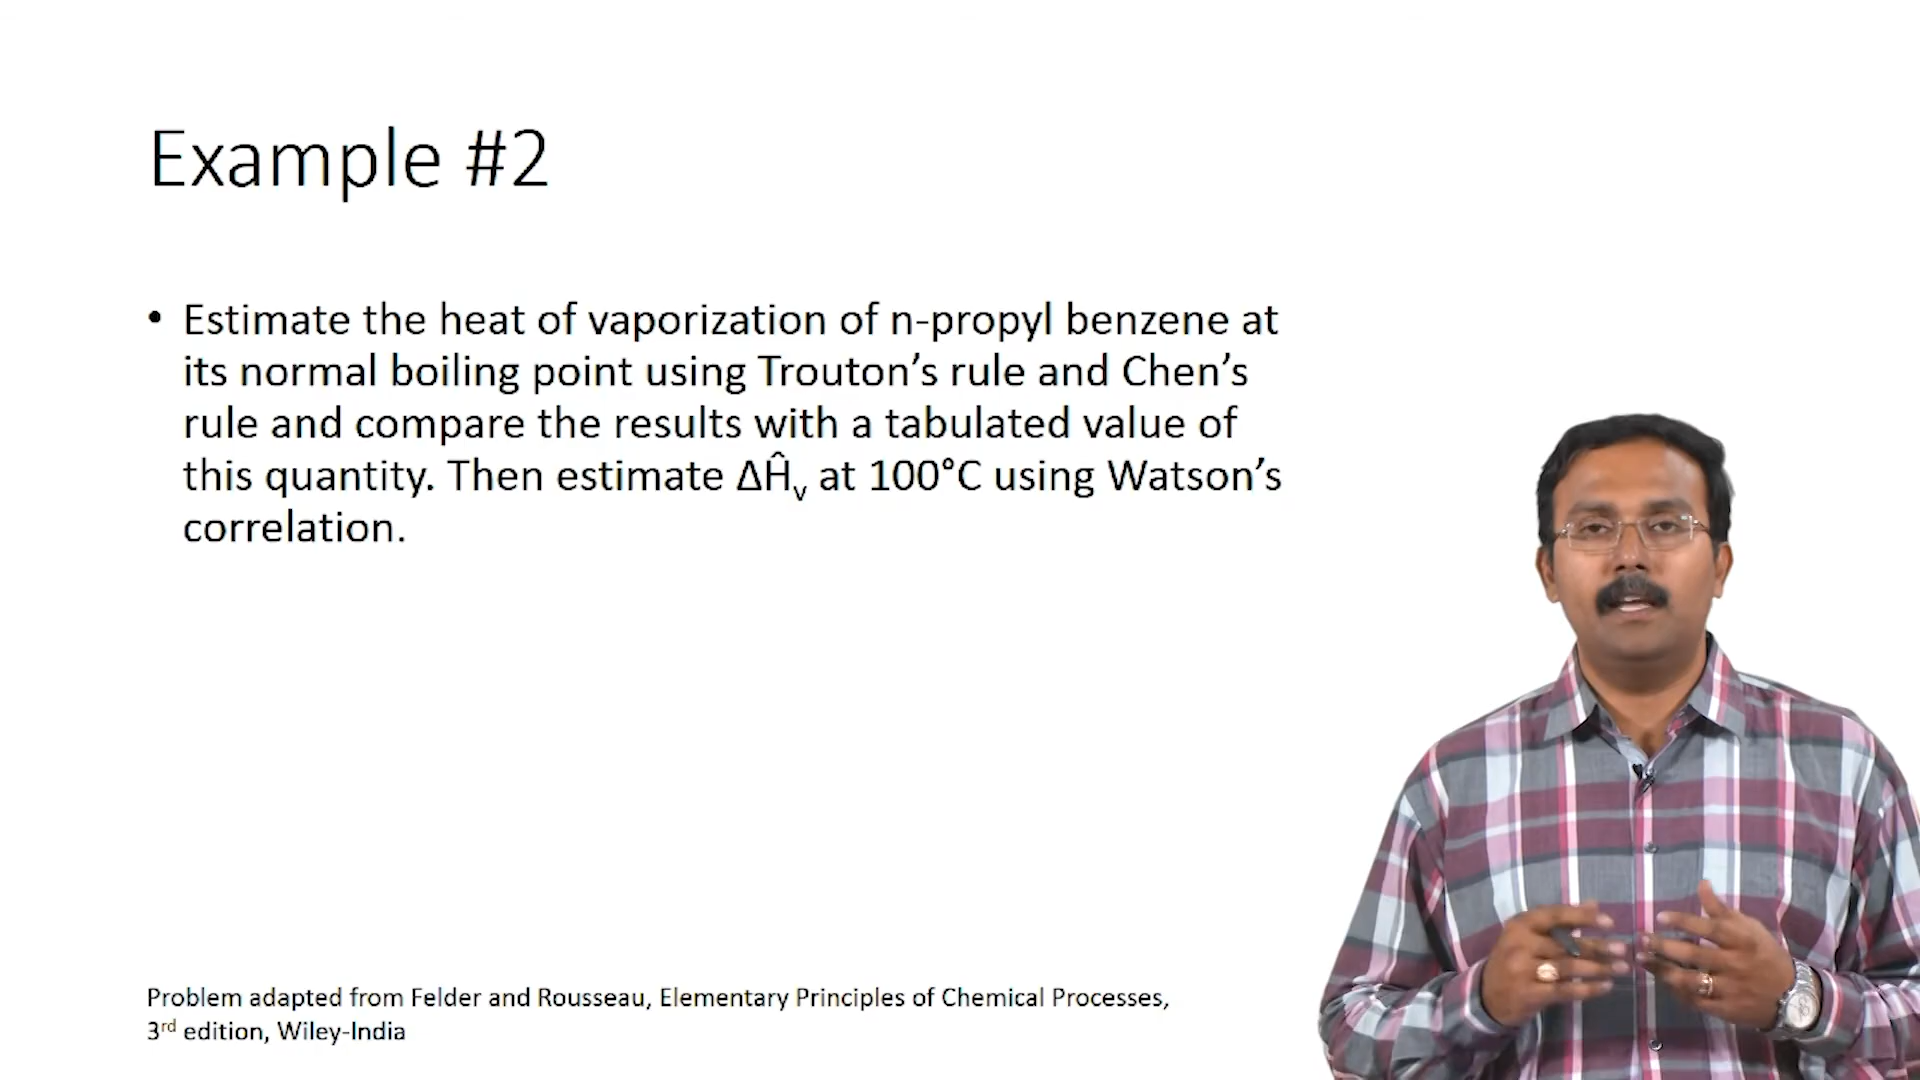 Example #2
• Estimate the heat of vaporization of n-propyl benzene at
its normal boiling point using Trouton’s rule and Chen’s
rule and compare the results with a tabulated value of
this quantity. Then estimate ΔĤv at 100°C using Watson’s
correlation.
Problem adapted from Felder and Rousseau, Elementary Principles of Chemical Processes,
3rd edition, Wiley-India